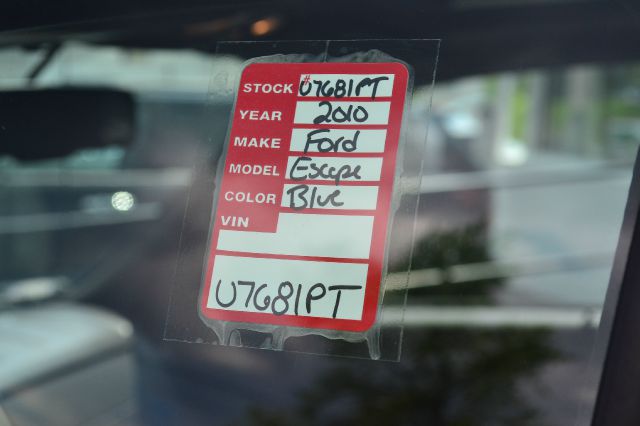 STOCK # U7681PT
YEAR 2010
MAKE Ford
MODEL Escape
COLOR Blue
VIN
U7681PT